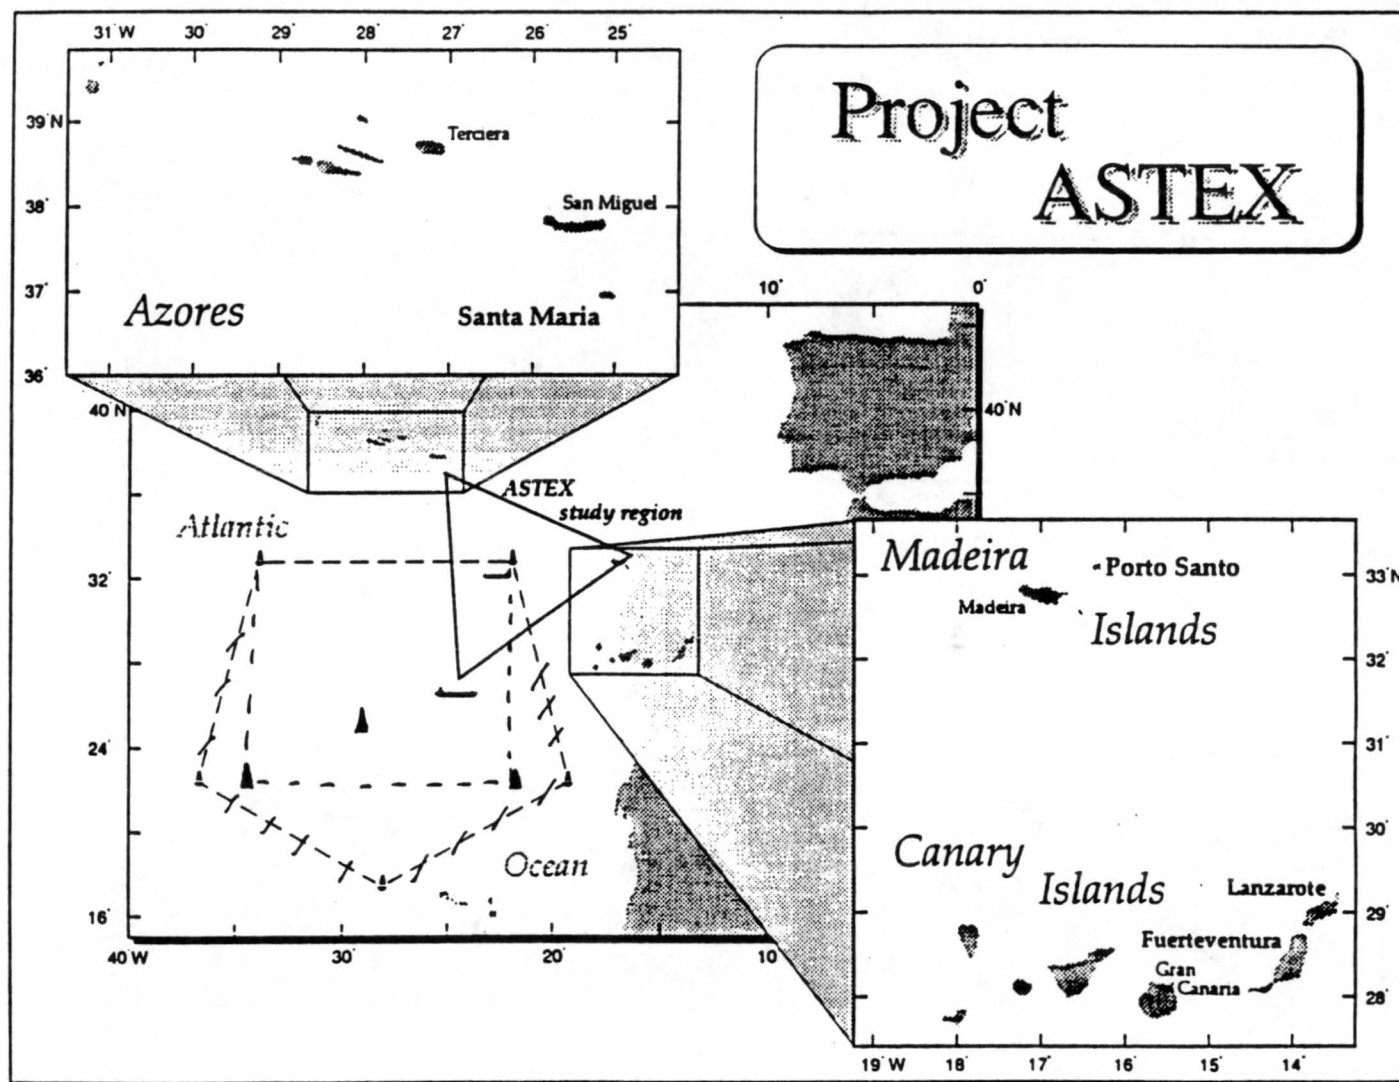 31° W 30° 29° 28° 27° 26° 25°
Project
ASTEX
39° N
Terciera
San Miguel
38°
37°
Azores
Santa Maria
36°
10° 0°
40° N
40° N
ASTEX
study region
Atlantic
32°
24°
Ocean
16°
40° W 30° 20° 10
Madeira
Porto Santo
33° N
Madeira
Islands
32°
31°
30°
Canary
Islands
Lanzarote
29°
Fuerteventura
Gran
Canaria
28°
19° W 18° 17° 16° 15° 14°